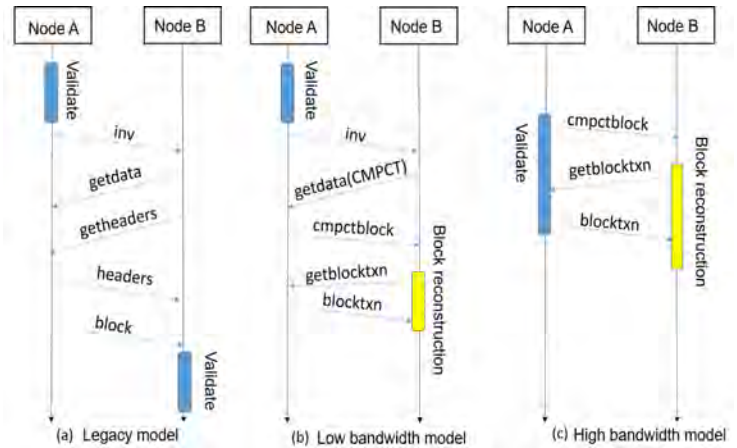 Node A
Node B
Validate
inv
getdata
getheaders
headers
block
Validate
(a) Legacy model
Node A
Node B
Validate
inv
getdata(CMPCT)
cmpctblock
getblocktxn
blocktxn
Block reconstruction
(b) Low bandwidth model
Node A
Node B
Validate
cmpctblock
getblocktxn
blocktxn
Block reconstruction
(c) High bandwidth model